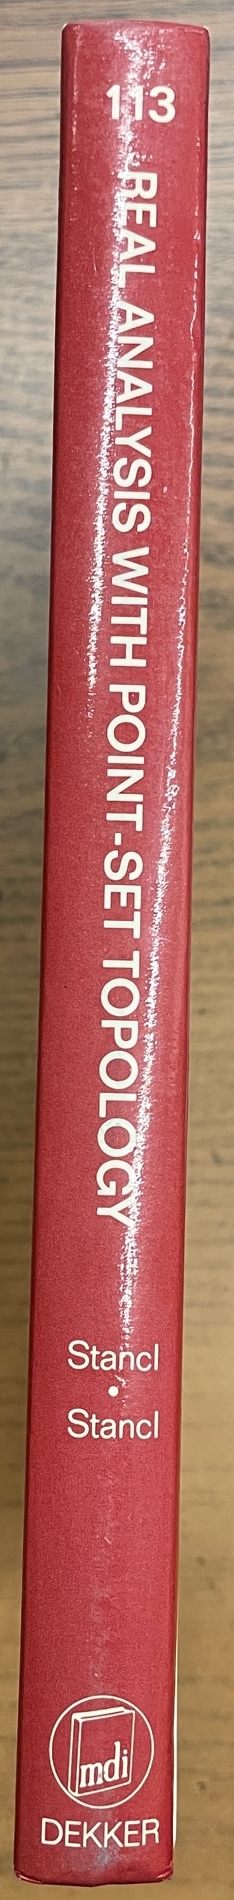 113
REAL ANALYSIS WITH POINT-SET TOPOLOGY
Stancl
•
Stancl
mdi
DEKKER